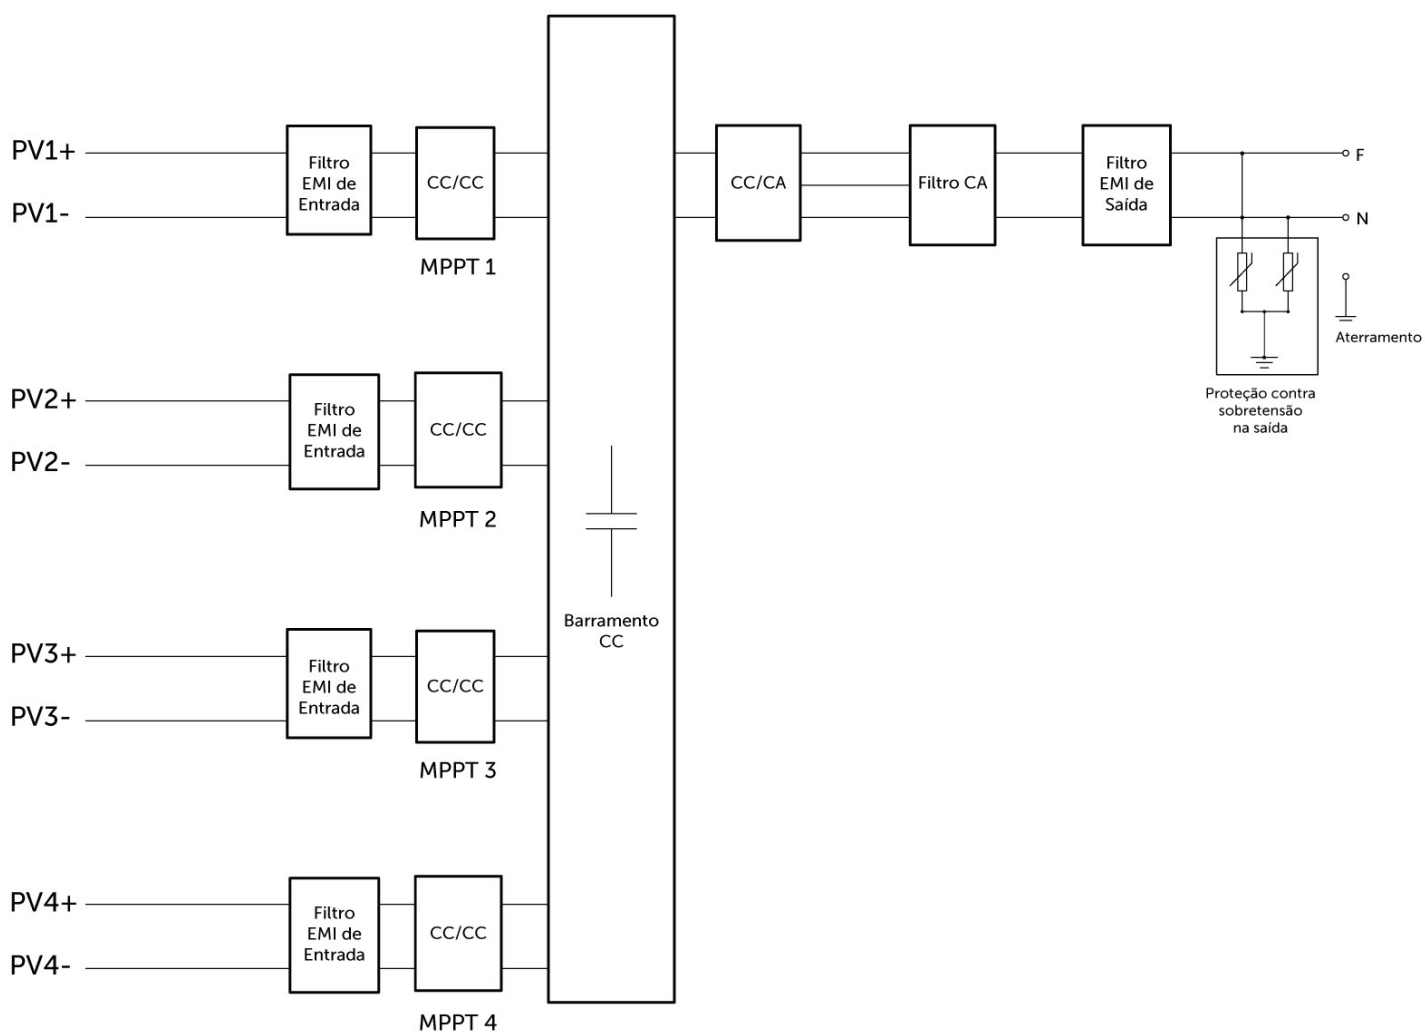 PV1+
PV1-
Filtro
EMI de
Entrada
CC/CC
MPPT 1
CC/CA
Filtro CA
Filtro
EMI de
Saída
F
N
Aterramento
Proteção contra
sobretensão
na saída
PV2+
PV2-
Filtro
EMI de
Entrada
CC/CC
MPPT 2
Barramento
CC
PV3+
PV3-
Filtro
EMI de
Entrada
CC/CC
MPPT 3
PV4+
PV4-
Filtro
EMI de
Entrada
CC/CC
MPPT 4